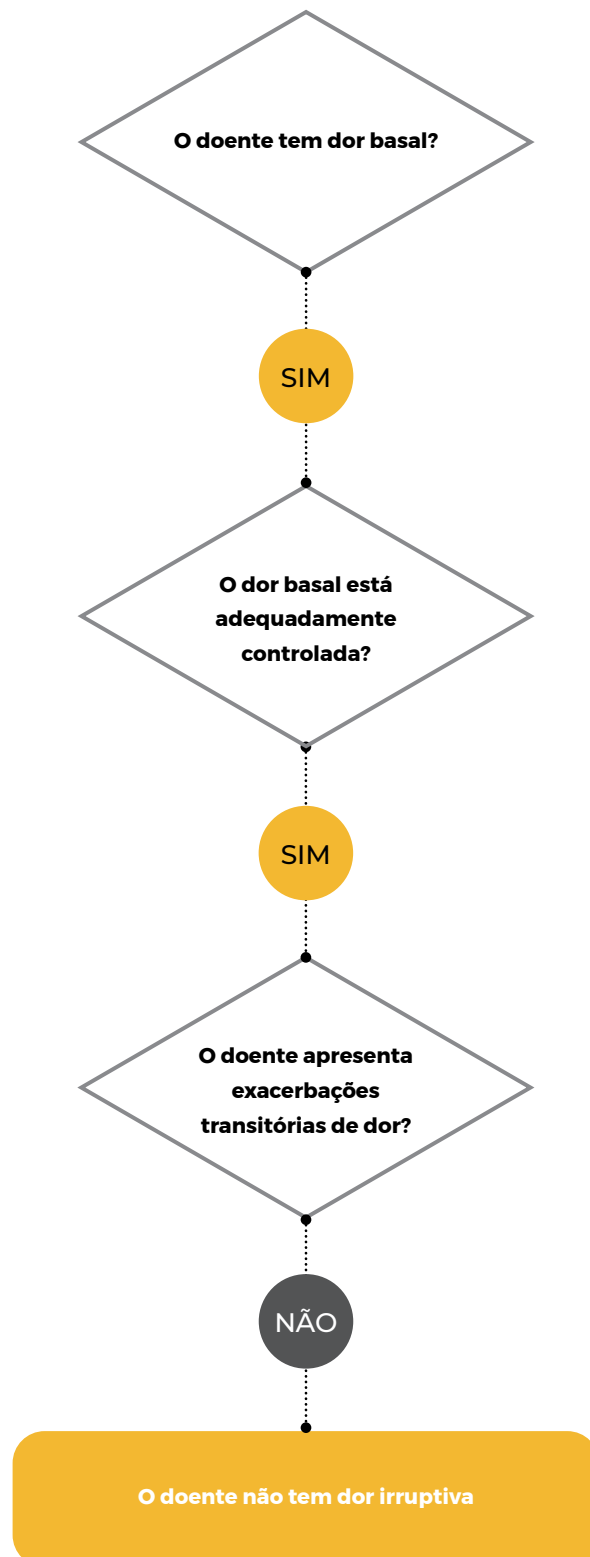 O doente tem dor basal?
SIM
O dor basal está
adequadamente
controlada?
SIM
O doente apresenta
exacerbações
transitórias de dor?
NÃO
O doente não tem dor irruptiva